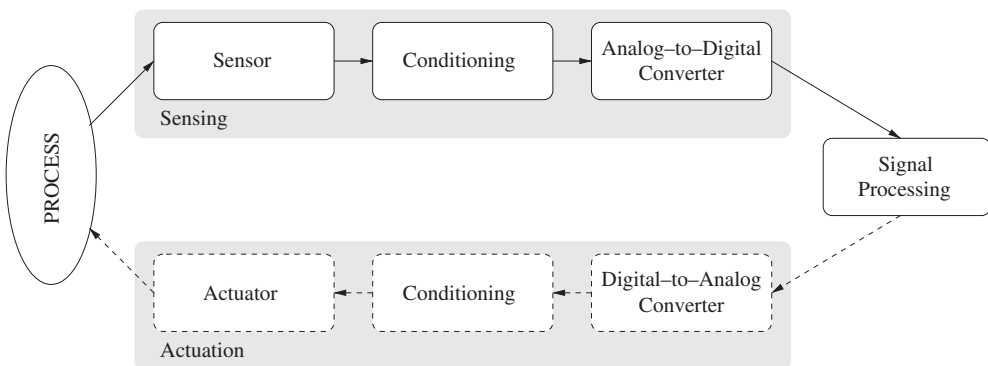 Sensor
Conditioning
Analog–to–Digital
Converter
Sensing
PROCESS
Signal
Processing
Actuator
Conditioning
Digital–to–Analog
Converter
Actuation